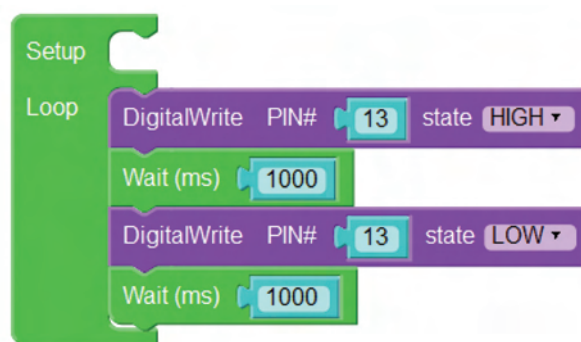 Setup
Loop
DigitalWrite PIN# 13 state HIGH
Wait (ms) 1000
DigitalWrite PIN# 13 state LOW
Wait (ms) 1000